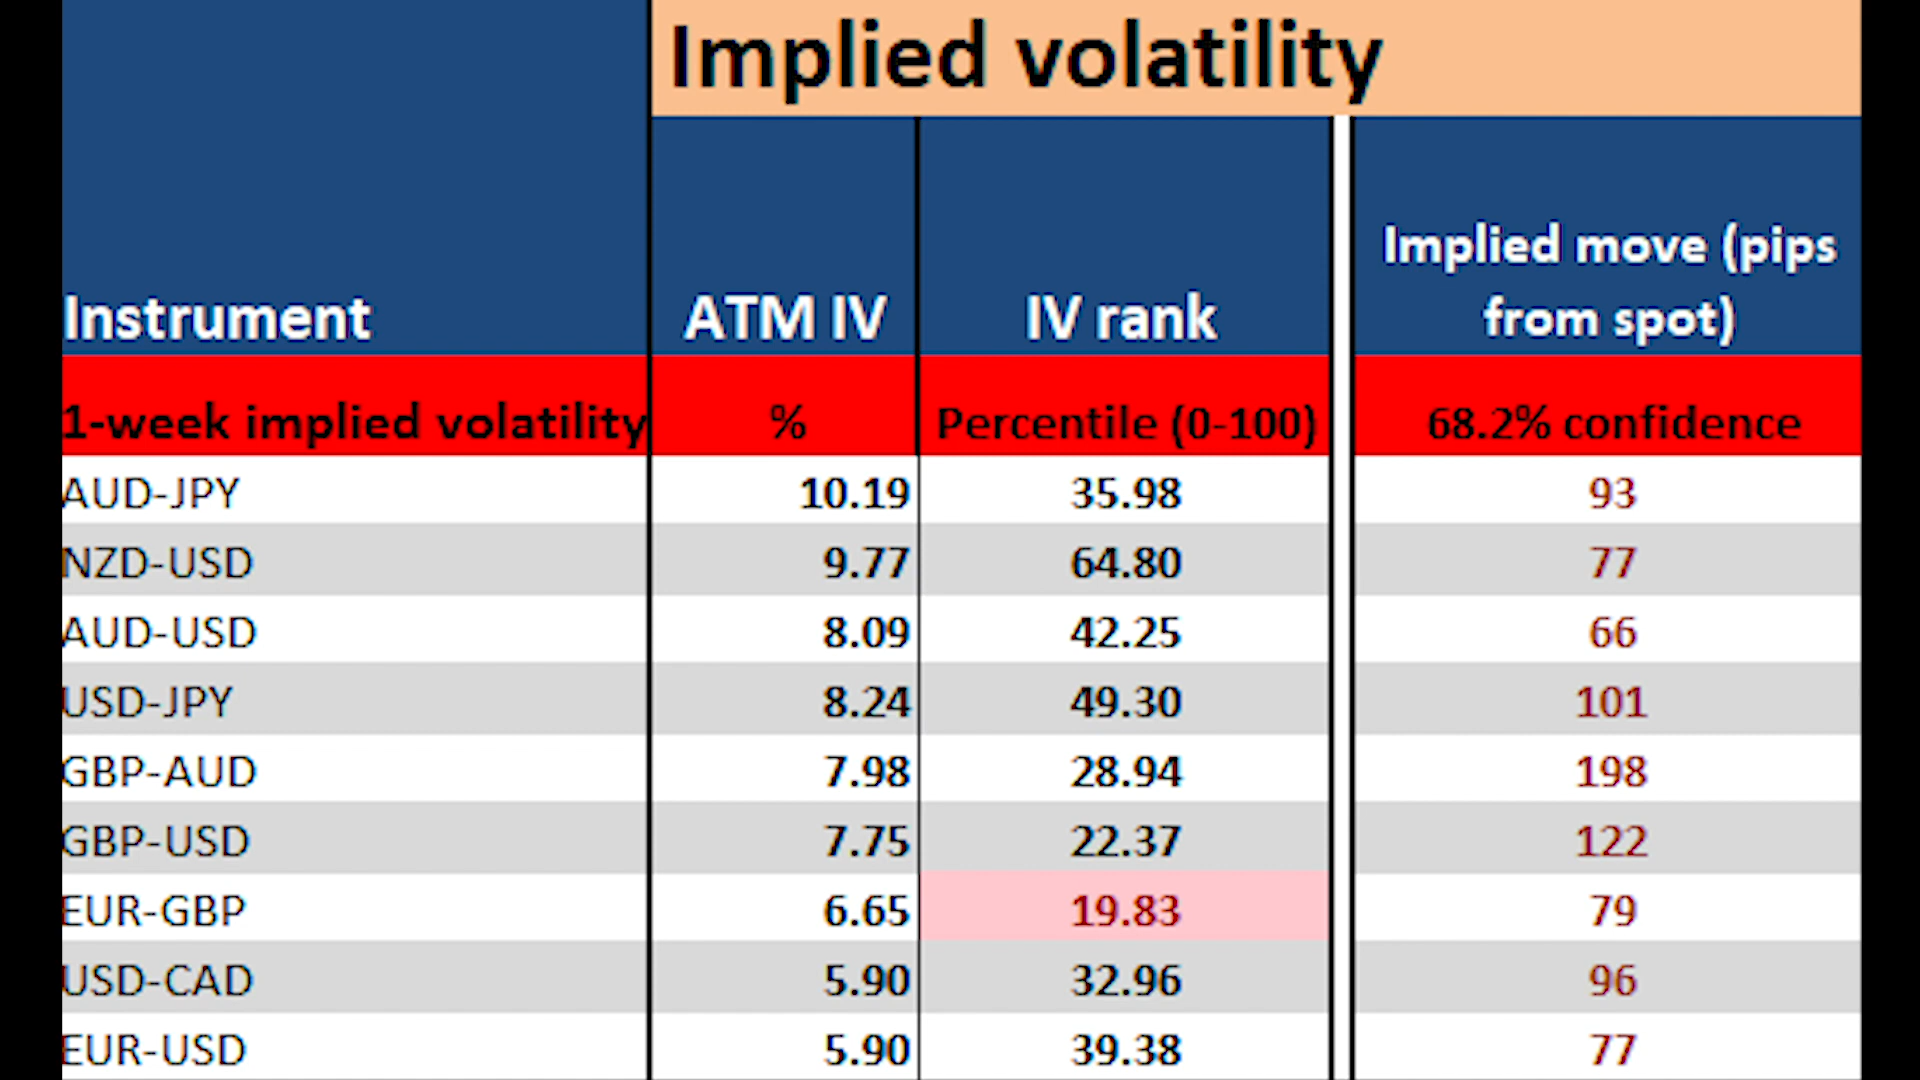 Implied volatility
Instrument ATM IV IV rank Implied move (pips from spot)
1-week implied volatility % Percentile (0-100) 68.2% confidence
AUD-JPY 10.19 35.98 93
NZD-USD 9.77 64.80 77
AUD-USD 8.09 42.25 66
USD-JPY 8.24 49.30 101
GBP-AUD 7.98 28.94 198
GBP-USD 7.75 22.37 122
EUR-GBP 6.65 19.83 79
USD-CAD 5.90 32.96 96
EUR-USD 5.90 39.38 77